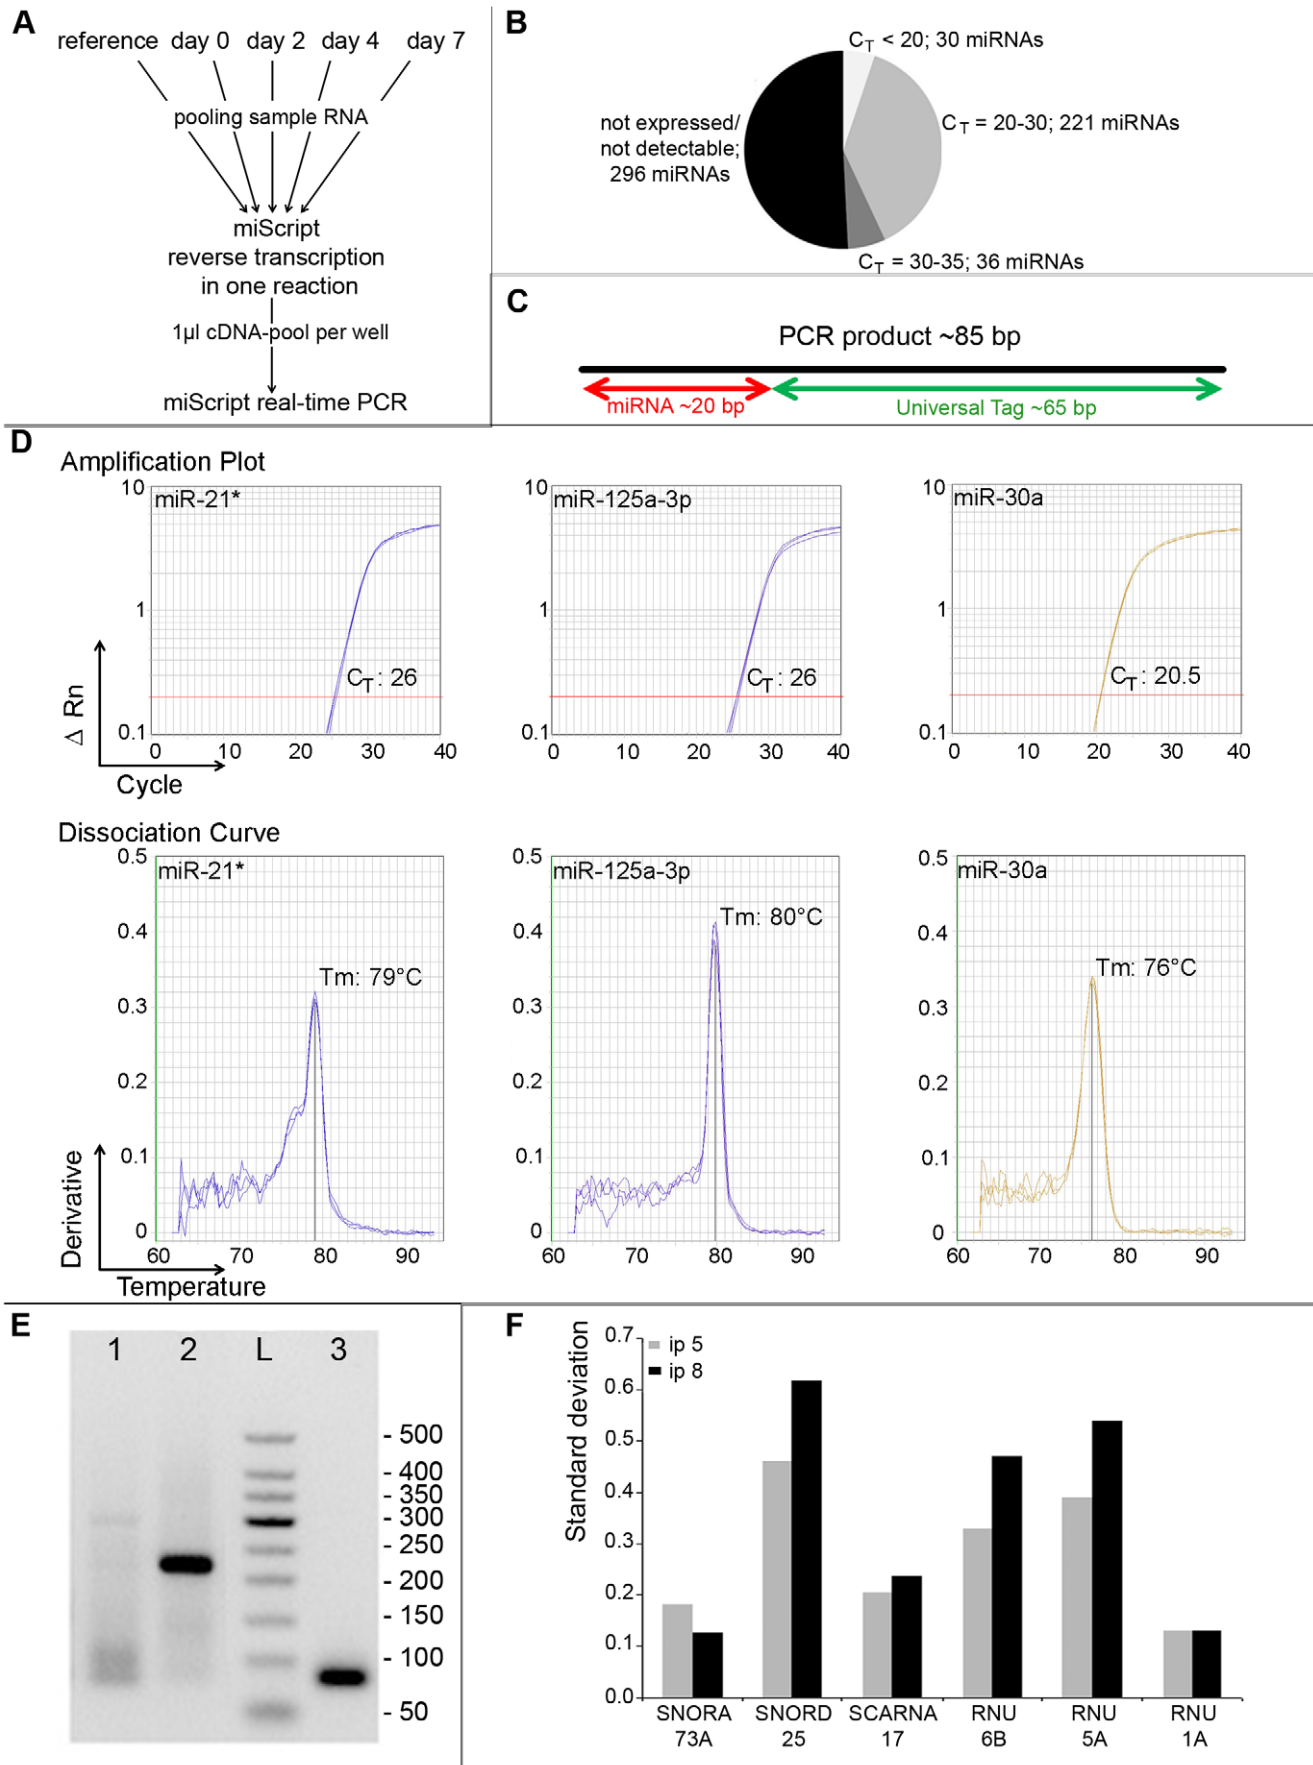 A
reference day 0 day 2 day 4 day 7
pooling sample RNA
miScript
reverse transcription
in one reaction
1µl cDNA-pool per well
miScript real-time PCR
B
CT < 20; 30 miRNAs
CT = 20-30; 221 miRNAs
not expressed/
not detectable;
296 miRNAs
CT = 30-35; 36 miRNAs
C
PCR product ~85 bp
miRNA ~20 bp
Universal Tag ~65 bp
D
Amplification Plot
10
miR-21*
1
CT: 26
0.1
0 10 20 30 40
Δ Rn
Cycle
10
miR-125a-3p
1
CT: 26
0.1
0 10 20 30 40
10
miR-30a
1
CT: 20.5
0.1
0 10 20 30 40
Dissociation Curve
0.5
miR-21*
0.4
Tm: 79°C
0.3
0.2
0.1
0
60 70 80 90
Derivative
Temperature
0.5
miR-125a-3p
Tm: 80°C
0.4
0.3
0.2
0.1
0
60 70 80 90
0.5
miR-30a
0.4
Tm: 76°C
0.3
0.2
0.1
0
60 70 80 90
E
1 2 L 3
- 500
- 400
- 350
- 300
- 250
- 200
- 150
- 100
- 50
F
Standard deviation
0.7
0.6
0.5
0.4
0.3
0.2
0.1
0.0
ip 5
ip 8
SNORA
73A
SNORD
25
SCARNA
17
RNU
6B
RNU
5A
RNU
1A